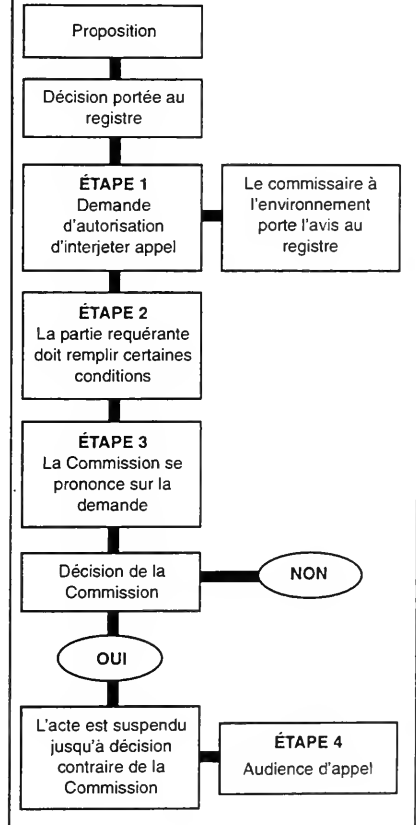 Proposition
Décision portée au
registre
ÉTAPE 1
Demande
d'autorisation
d'interjeter appel
Le commissaire à
l'environnement
porte l'avis au
registre
ÉTAPE 2
La partie requérante
doit remplir certaines
conditions
ÉTAPE 3
La Commission se
prononce sur la
demande
Décision de la
Commission
NON
OUI
L'acte est suspendu
jusqu'à décision
contraire de la
Commission
ÉTAPE 4
Audience d'appel